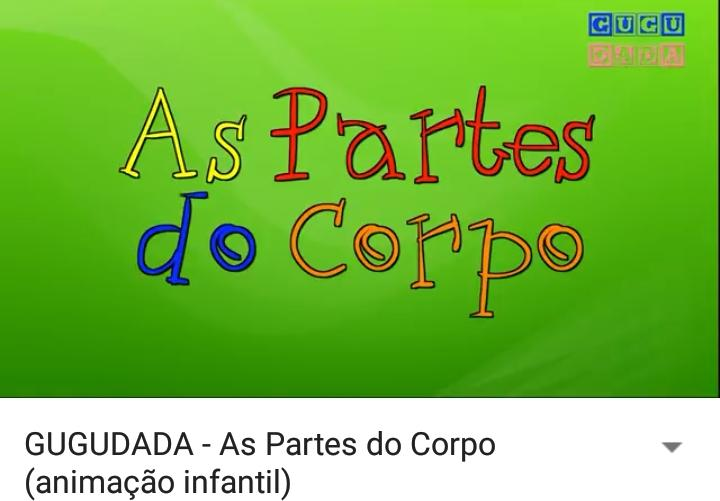 GUGU
DADA
As Partes
do Corpo
GUGUDADA - As Partes do Corpo
(animação infantil)